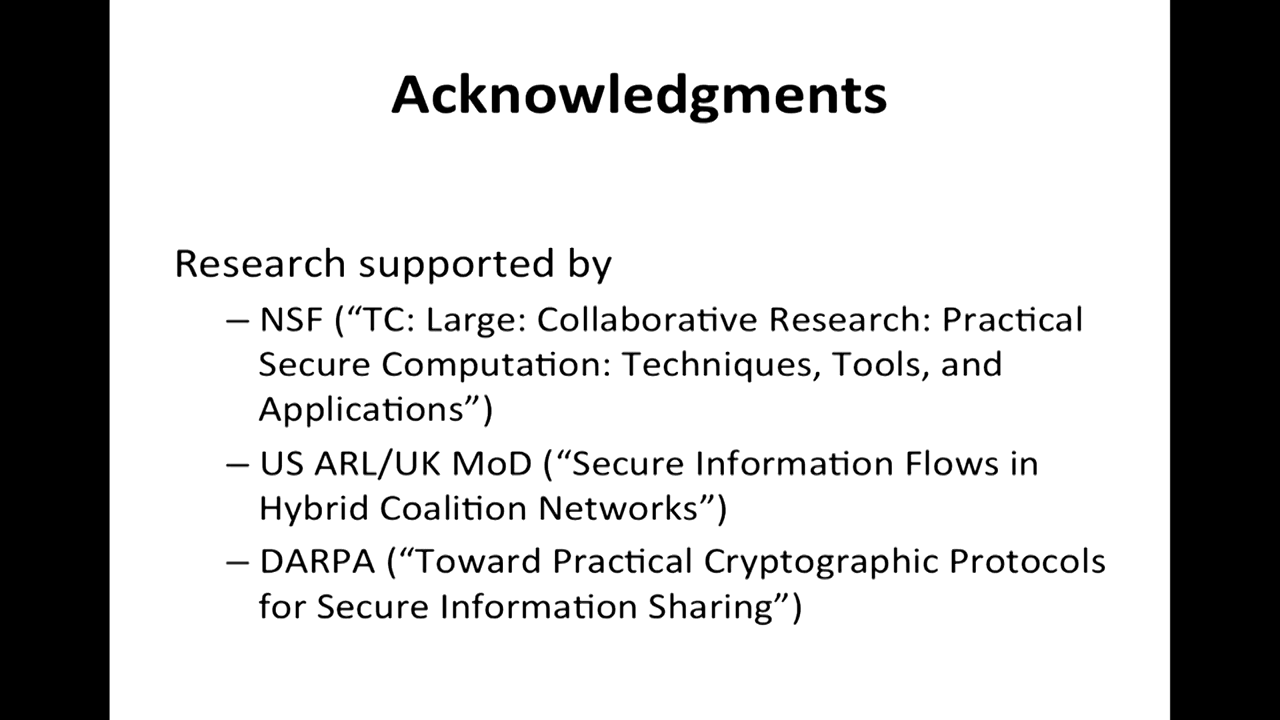 Acknowledgments
Research supported by
– NSF (“TC: Large: Collaborative Research: Practical
Secure Computation: Techniques, Tools, and
Applications”)
– US ARL/UK MoD (“Secure Information Flows in
Hybrid Coalition Networks”)
– DARPA (“Toward Practical Cryptographic Protocols
for Secure Information Sharing”)